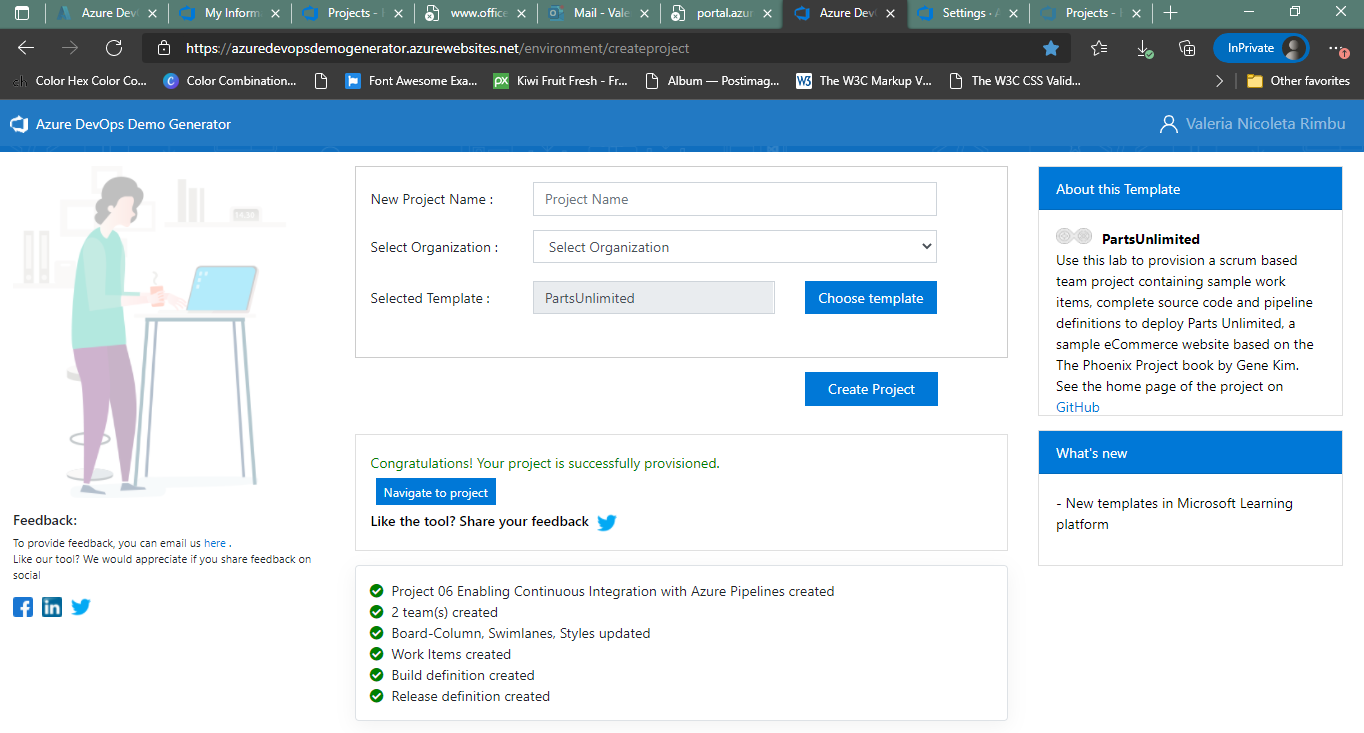 Azure Dev
My Inform
Projects -
www.office
Mail - Vale
portal.azur
Azure Dev
Settings - A
Projects -
https://azuredevopsdemogenerator.azurewebsites.net/environment/createproject
InPrivate
Color Hex Color Co...
Color Combination...
Font Awesome Exa...
Kiwi Fruit Fresh - Fr...
Album — Postimag...
The W3C Markup V...
The W3C CSS Valid...
Other favorites
Azure DevOps Demo Generator
Valeria Nicoleta Rimbu
New Project Name :
Project Name
Select Organization :
Select Organization
Selected Template :
PartsUnlimited
Choose template
Create Project
Congratulations! Your project is successfully provisioned.
Navigate to project
Like the tool? Share your feedback
Project 06 Enabling Continuous Integration with Azure Pipelines created
2 team(s) created
Board-Column, Swimlanes, Styles updated
Work Items created
Build definition created
Release definition created
Feedback:
To provide feedback, you can email us here .
Like our tool? We would appreciate if you share feedback on
social
About this Template
PartsUnlimited
Use this lab to provision a scrum based
team project containing sample work
items, complete source code and pipeline
definitions to deploy Parts Unlimited, a
sample eCommerce website based on the
The Phoenix Project book by Gene Kim.
See the home page of the project on
GitHub
What's new
- New templates in Microsoft Learning
platform